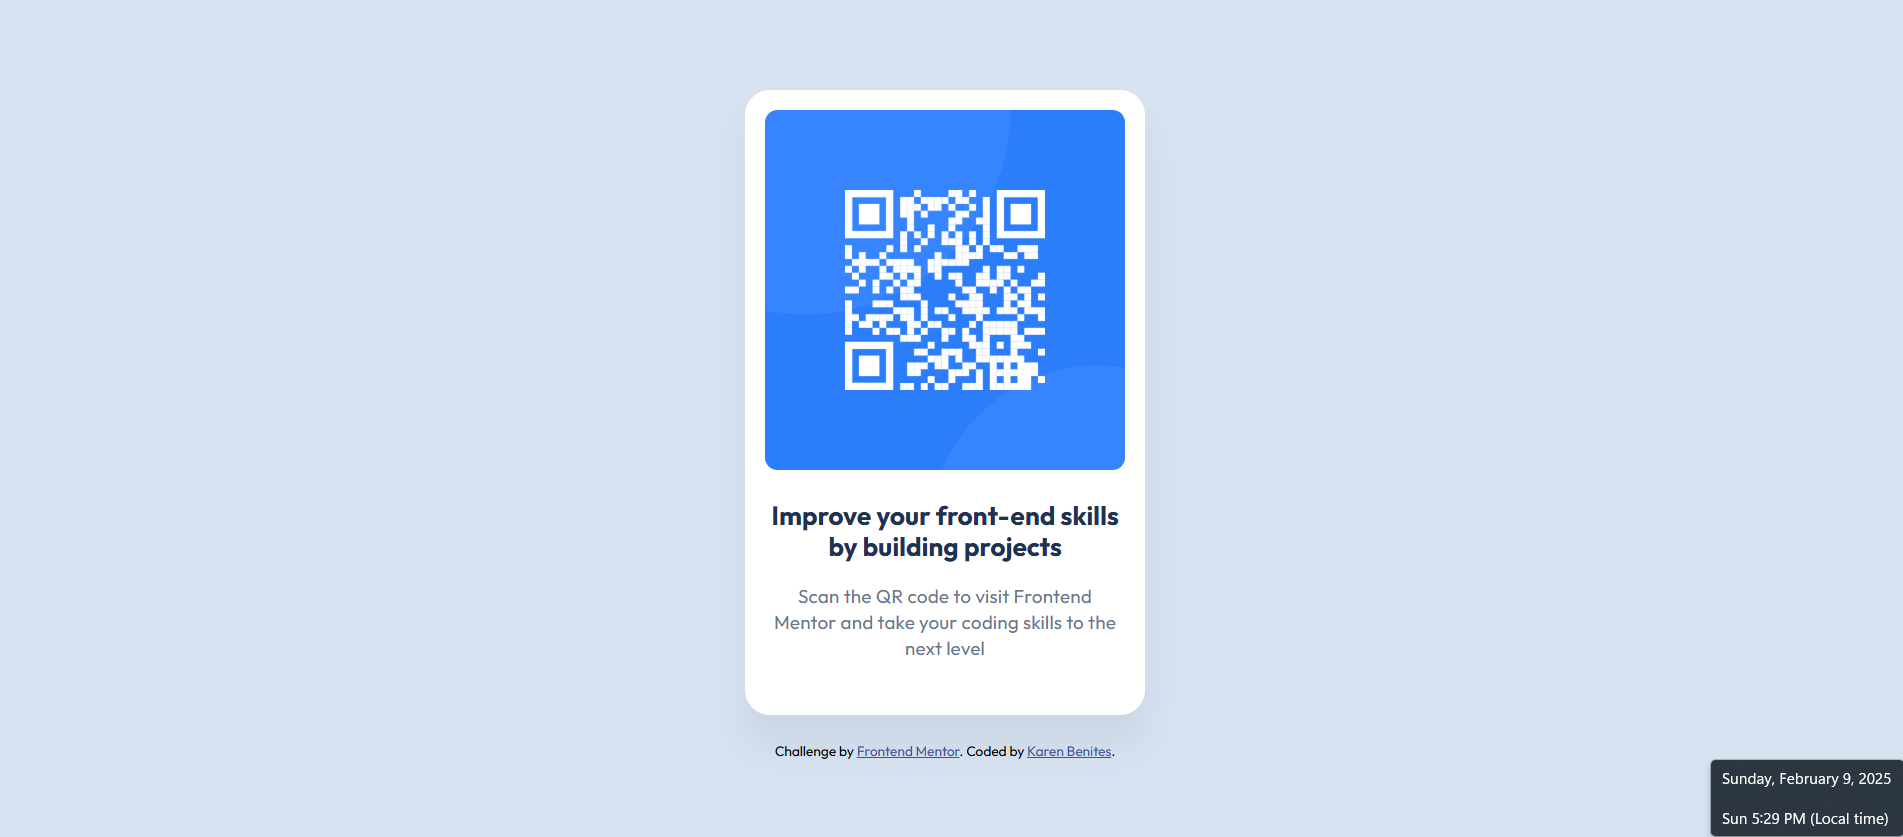 Improve your front-end skills
by building projects
Scan the QR code to visit Frontend
Mentor and take your coding skills to the
next level
Challenge by Frontend Mentor. Coded by Karen Benites.
Sunday, February 9, 2025
Sun 5:29 PM (Local time)